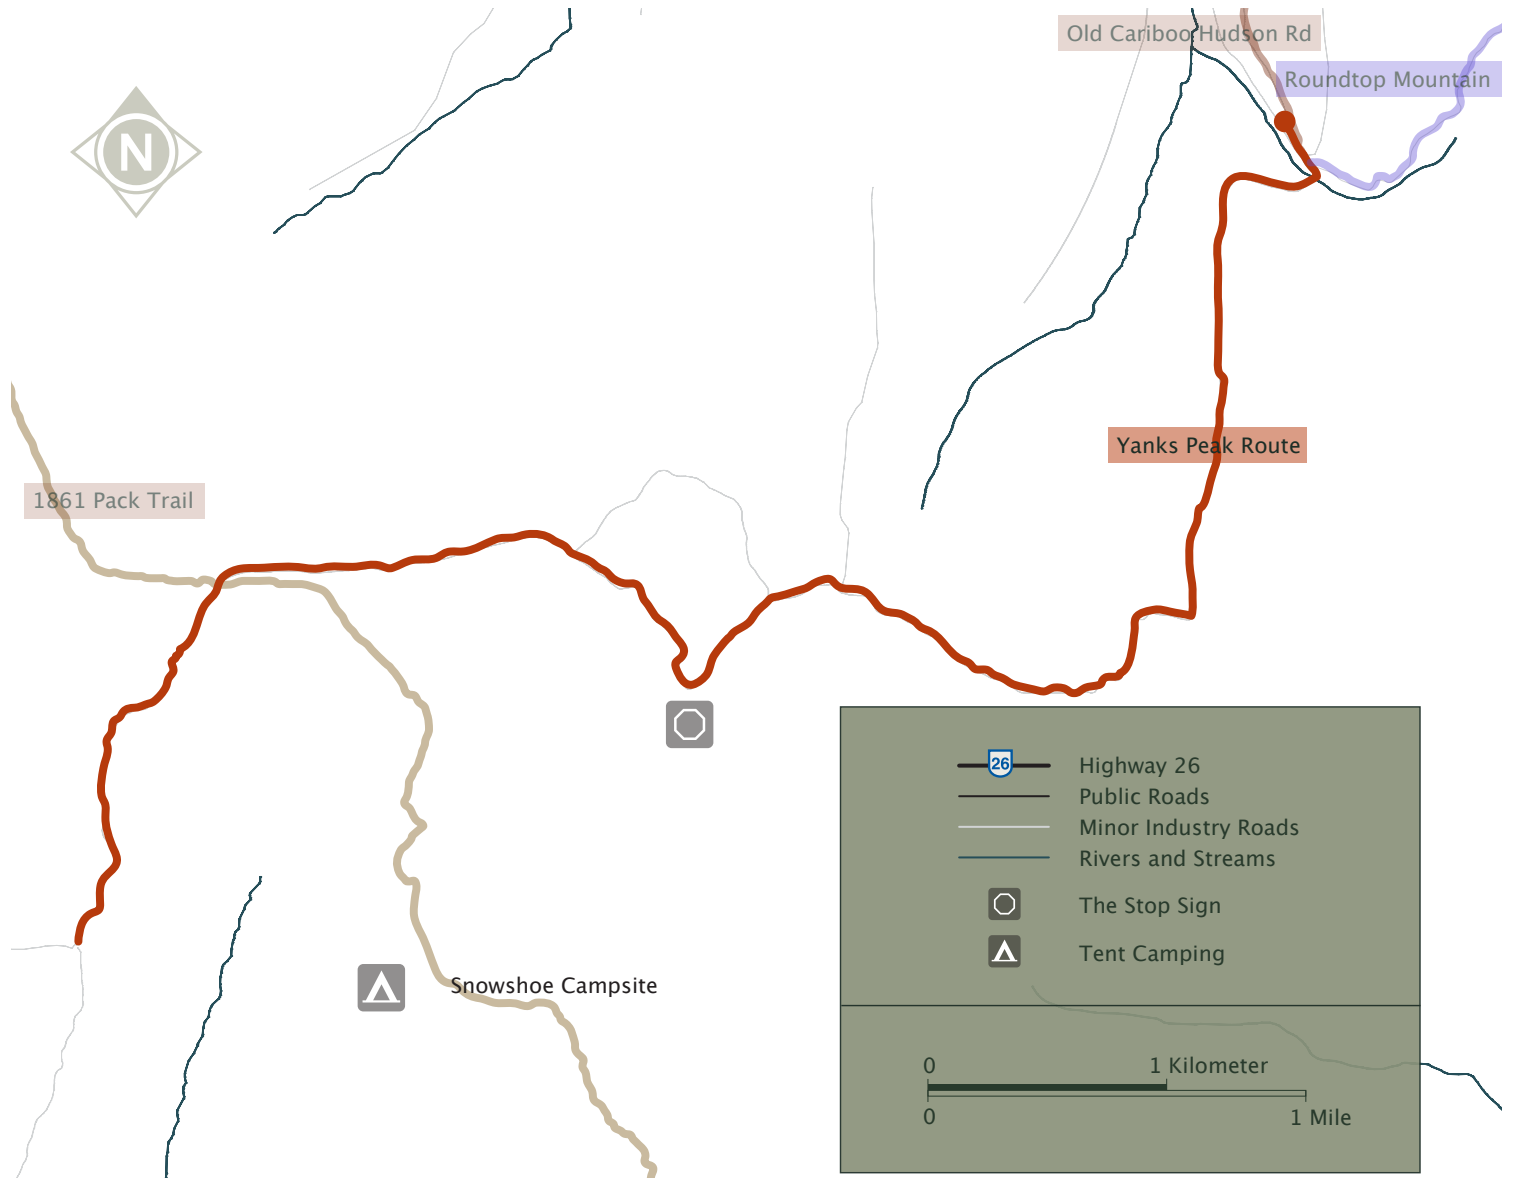 Old Cariboo Hudson Rd
Roundtop Mountain
N
Yanks Peak Route
1861 Pack Trail
Snowshoe Campsite
26
Highway 26
Public Roads
Minor Industry Roads
Rivers and Streams
The Stop Sign
Tent Camping
0 1 Kilometer
0 1 Mile